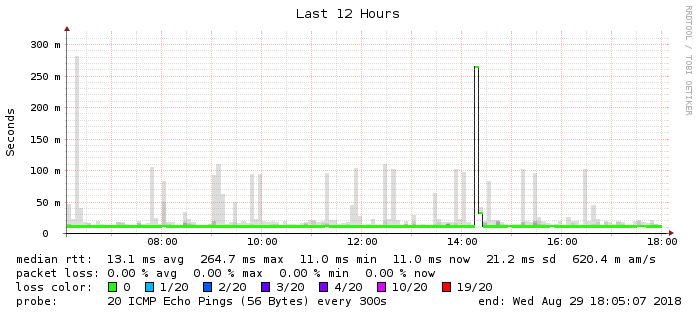 Last 12 Hours
RRDTOOL / TOBI OETIKER
Seconds
300 m
250 m
200 m
150 m
100 m
50 m
0
08:00 10:00 12:00 14:00 16:00 18:00
median rtt: 13.1 ms avg 264.7 ms max 11.0 ms min 11.0 ms now 21.2 ms sd 620.4 m am/s
packet loss: 0.00 % avg 0.00 % max 0.00 % min 0.00 % now
loss color: 0 1/20 2/20 3/20 4/20 10/20 19/20
probe: 20 ICMP Echo Pings (56 Bytes) every 300s end: Wed Aug 29 18:05:07 2018